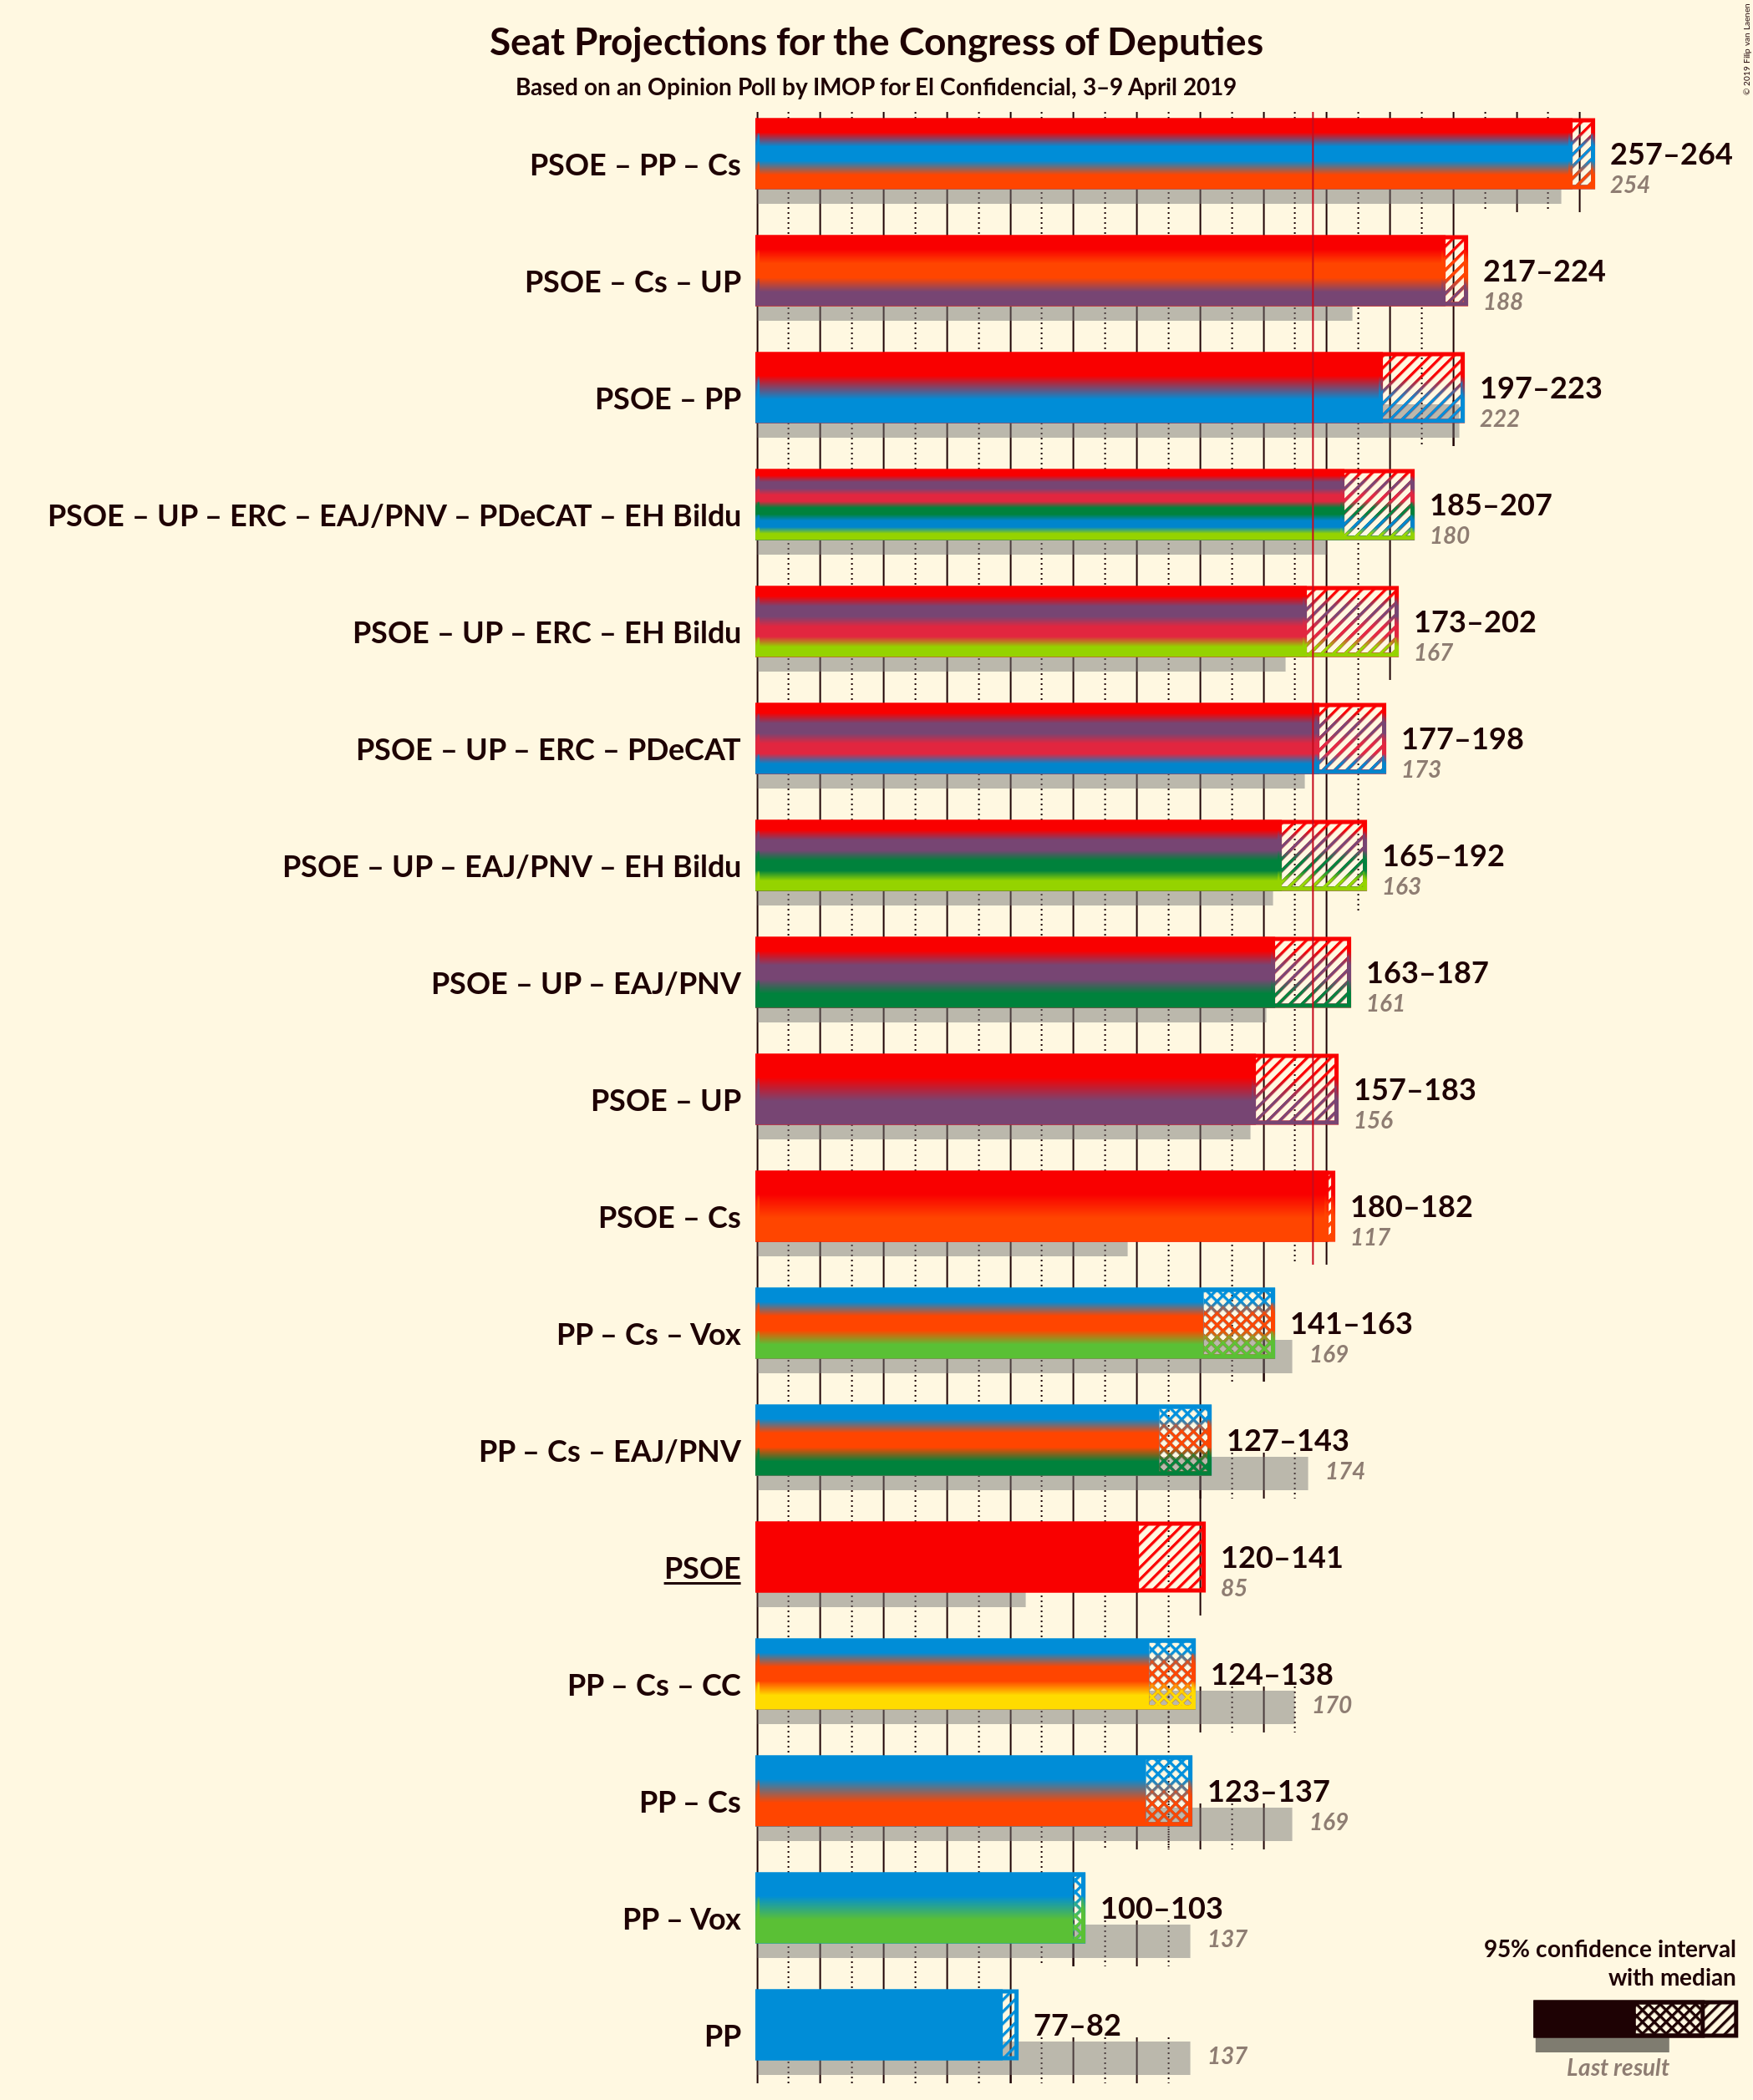 Seat Projections for the Congress of Deputies
Based on an Opinion Poll by IMOP for El Confidencial, 3–9 April 2019
© 2019 Filip van Laenen
PSOE – PP – Cs
257–264
254
PSOE – Cs – UP
217–224
188
PSOE – PP
197–223
222
PSOE – UP – ERC – EAJ/PNV – PDeCAT – EH Bildu
185–207
180
PSOE – UP – ERC – EH Bildu
173–202
167
PSOE – UP – ERC – PDeCAT
177–198
173
PSOE – UP – EAJ/PNV – EH Bildu
165–192
163
PSOE – UP – EAJ/PNV
163–187
161
PSOE – UP
157–183
156
PSOE – Cs
180–182
117
PP – Cs – Vox
141–163
169
PP – Cs – EAJ/PNV
127–143
174
PSOE
120–141
85
PP – Cs – CC
124–138
170
PP – Cs
123–137
169
PP – Vox
100–103
137
PP
77–82
137
95% confidence interval
with median
Last result